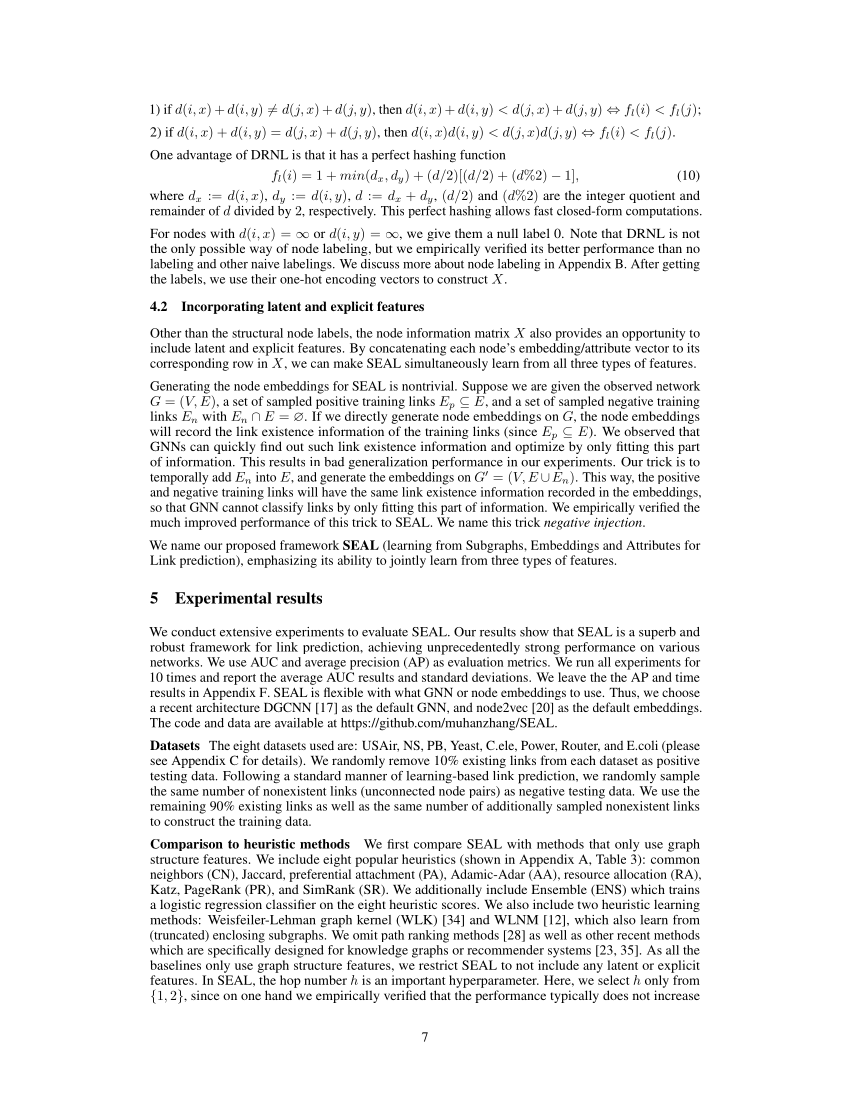 1) if d(i, x) + d(i, y) ≠ d(j, x) + d(j, y), then d(i, x) + d(i, y) < d(j, x) + d(j, y) ⇔ f_l(i) < f_l(j);
2) if d(i, x) + d(i, y) = d(j, x) + d(j, y), then d(i, x)d(i, y) < d(j, x)d(j, y) ⇔ f_l(i) < f_l(j).
One advantage of DRNL is that it has a perfect hashing function
f_l(i) = 1 + min(d_x, d_y) + (d/2)[(d/2) + (d%2) − 1], (10)
where d_x := d(i, x), d_y := d(i, y), d := d_x + d_y, (d/2) and (d%2) are the integer quotient and
remainder of d divided by 2, respectively. This perfect hashing allows fast closed-form computations.
For nodes with d(i, x) = ∞ or d(i, y) = ∞, we give them a null label 0. Note that DRNL is not
the only possible way of node labeling, but we empirically verified its better performance than no
labeling and other naive labelings. We discuss more about node labeling in Appendix B. After getting
the labels, we use their one-hot encoding vectors to construct X.
4.2 Incorporating latent and explicit features
Other than the structural node labels, the node information matrix X also provides an opportunity to
include latent and explicit features. By concatenating each node's embedding/attribute vector to its
corresponding row in X, we can make SEAL simultaneously learn from all three types of features.
Generating the node embeddings for SEAL is nontrivial. Suppose we are given the observed network
G = (V, E), a set of sampled positive training links E_p ⊆ E, and a set of sampled negative training
links E_n with E_n ∩ E = ∅. If we directly generate node embeddings on G, the node embeddings
will record the link existence information of the training links (since E_p ⊆ E). We observed that
GNNs can quickly find out such link existence information and optimize by only fitting this part
of information. This results in bad generalization performance in our experiments. Our trick is to
temporally add E_n into E, and generate the embeddings on G′ = (V, E ∪ E_n). This way, the positive
and negative training links will have the same link existence information recorded in the embeddings,
so that GNN cannot classify links by only fitting this part of information. We empirically verified the
much improved performance of this trick to SEAL. We name this trick negative injection.
We name our proposed framework SEAL (learning from Subgraphs, Embeddings and Attributes for
Link prediction), emphasizing its ability to jointly learn from three types of features.
5 Experimental results
We conduct extensive experiments to evaluate SEAL. Our results show that SEAL is a superb and
robust framework for link prediction, achieving unprecedentedly strong performance on various
networks. We use AUC and average precision (AP) as evaluation metrics. We run all experiments for
10 times and report the average AUC results and standard deviations. We leave the the AP and time
results in Appendix F. SEAL is flexible with what GNN or node embeddings to use. Thus, we choose
a recent architecture DGCNN [17] as the default GNN, and node2vec [20] as the default embeddings.
The code and data are available at https://github.com/muhanzhang/SEAL.
Datasets The eight datasets used are: USAir, NS, PB, Yeast, C.ele, Power, Router, and E.coli (please
see Appendix C for details). We randomly remove 10% existing links from each dataset as positive
testing data. Following a standard manner of learning-based link prediction, we randomly sample
the same number of nonexistent links (unconnected node pairs) as negative testing data. We use the
remaining 90% existing links as well as the same number of additionally sampled nonexistent links
to construct the training data.
Comparison to heuristic methods We first compare SEAL with methods that only use graph
structure features. We include eight popular heuristics (shown in Appendix A, Table 3): common
neighbors (CN), Jaccard, preferential attachment (PA), Adamic-Adar (AA), resource allocation (RA),
Katz, PageRank (PR), and SimRank (SR). We additionally include Ensemble (ENS) which trains
a logistic regression classifier on the eight heuristic scores. We also include two heuristic learning
methods: Weisfeiler-Lehman graph kernel (WLK) [34] and WLNM [12], which also learn from
(truncated) enclosing subgraphs. We omit path ranking methods [28] as well as other recent methods
which are specifically designed for knowledge graphs or recommender systems [23, 35]. As all the
baselines only use graph structure features, we restrict SEAL to not include any latent or explicit
features. In SEAL, the hop number h is an important hyperparameter. Here, we select h only from
{1, 2}, since on one hand we empirically verified that the performance typically does not increase
7